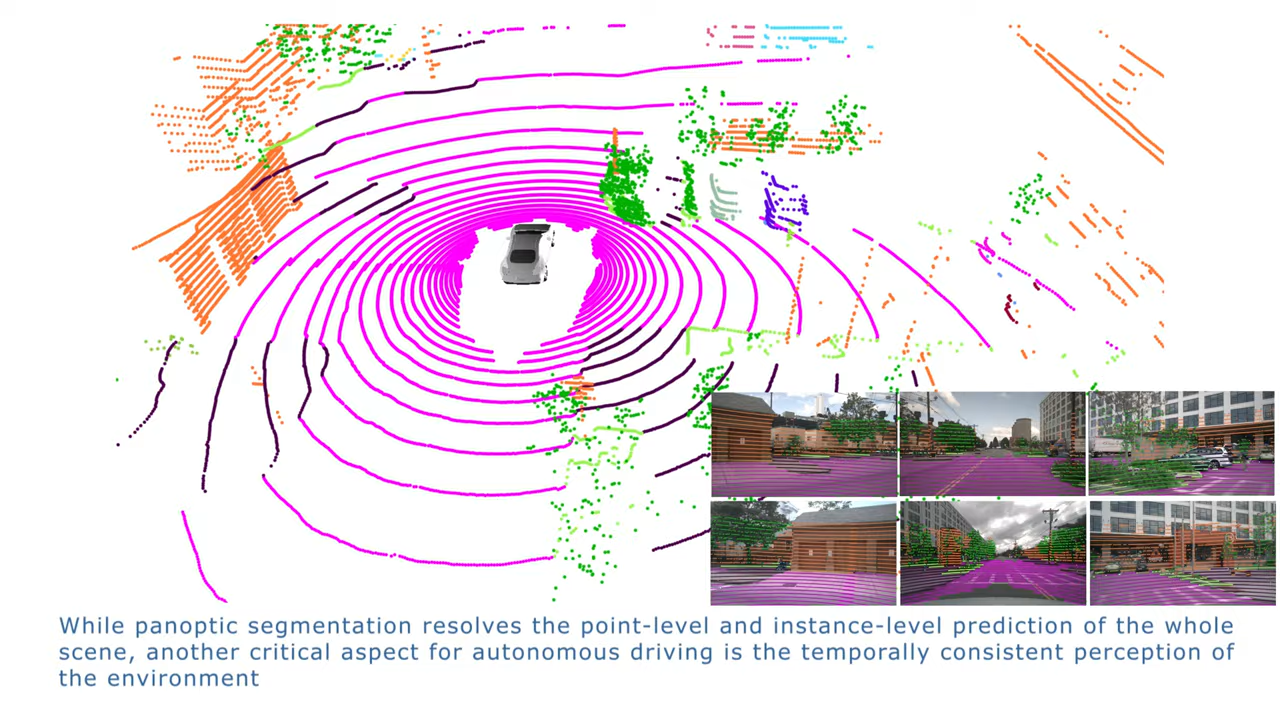 While panoptic segmentation resolves the point-level and instance-level prediction of the whole
scene, another critical aspect for autonomous driving is the temporally consistent perception of
the environment